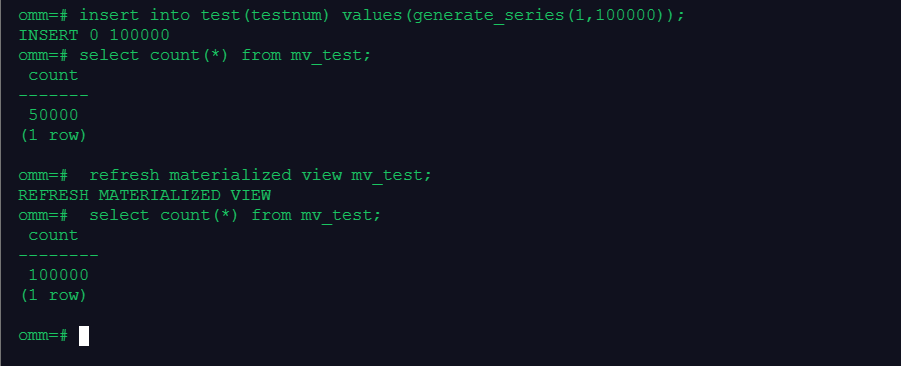 omm=# insert into test(testnum) values(generate_series(1,100000));
INSERT 0 100000
omm=# select count(*) from mv_test;
 count
-------
 50000
(1 row)

omm=#  refresh materialized view mv_test;
REFRESH MATERIALIZED VIEW
omm=#  select count(*) from mv_test;
 count
--------
 100000
(1 row)

omm=#